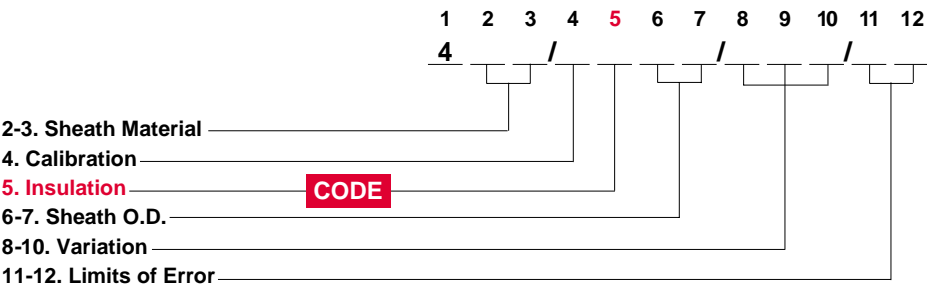 1 2 3 4 5 6 7 8 9 10 11 12
4 / / /
2-3. Sheath Material
4. Calibration
5. Insulation CODE
6-7. Sheath O.D.
8-10. Variation
11-12. Limits of Error